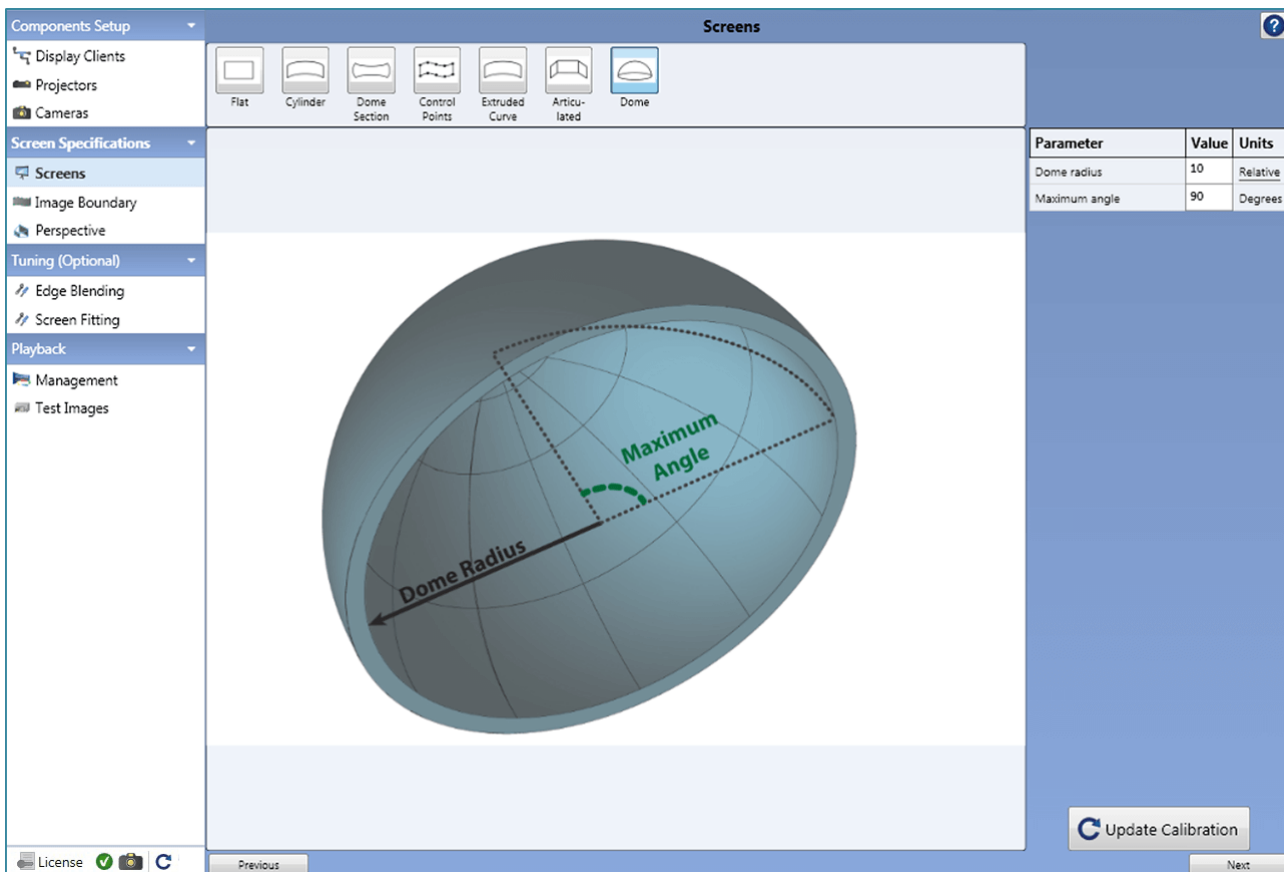 Components Setup
Display Clients
Projectors
Cameras
Screen Specifications
Screens
Image Boundary
Perspective
Tuning (Optional)
Edge Blending
Screen Fitting
Playback
Management
Test Images
License
Screens
?
Flat
Cylinder
Dome
Section
Control
Points
Extruded
Curve
Articu-
lated
Dome
Maximum
Angle
Dome Radius
Parameter Value Units
Dome radius 10 Relative
Maximum angle 90 Degrees
Update Calibration
Previous
Next